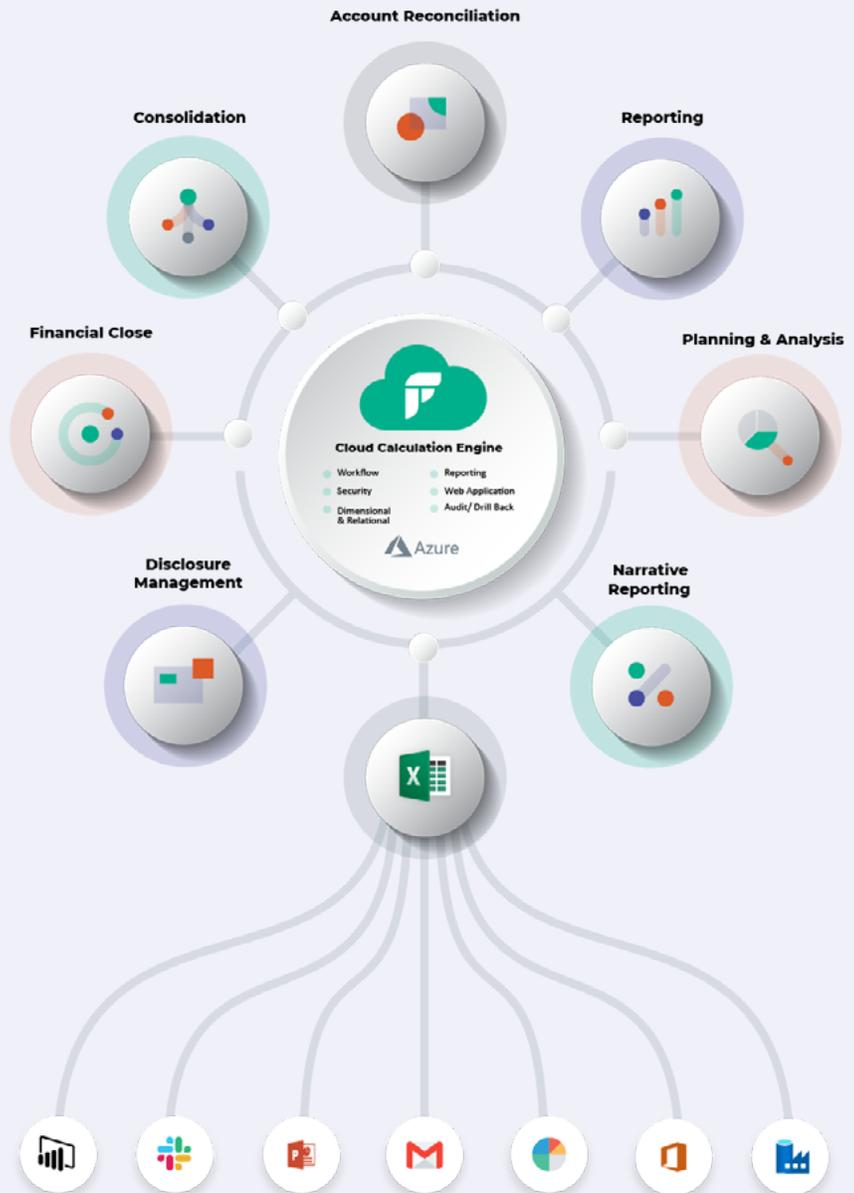 Account Reconciliation
Consolidation
Reporting
Financial Close
Planning & Analysis
Cloud Calculation Engine
Workflow
Reporting
Security
Web Application
Dimensional
& Relational
Audit/ Drill Back
Azure
Disclosure
Management
Narrative
Reporting
X
P